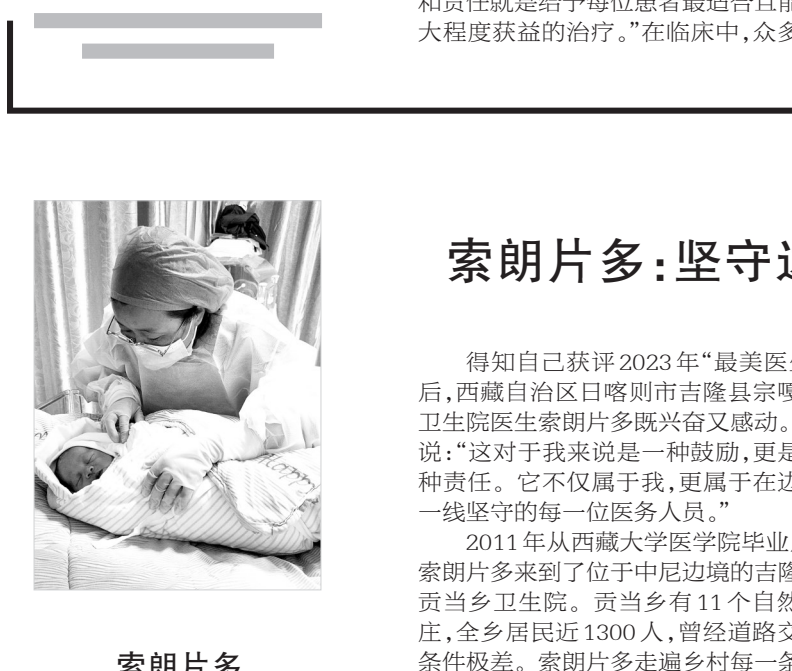 和责任就是给予每位患者最适合且能
大程度获益的治疗。”在临床中，众多
索朗片多：坚守边
得知自己获评2023年“最美医生
后，西藏自治区日喀则市吉隆县宗嘎
卫生院医生索朗片多既兴奋又感动。
说：“这对于我来说是一种鼓励，更是
种责任。它不仅属于我，更属于在边
一线坚守的每一位医务人员。”
2011年从西藏大学医学院毕业
索朗片多来到了位于中尼边境的吉隆
贡当乡卫生院。贡当乡有11个自然
庄，全乡居民近1300人，曾经道路交
条件极差。索朗片多走遍乡村每一条
索朗片多